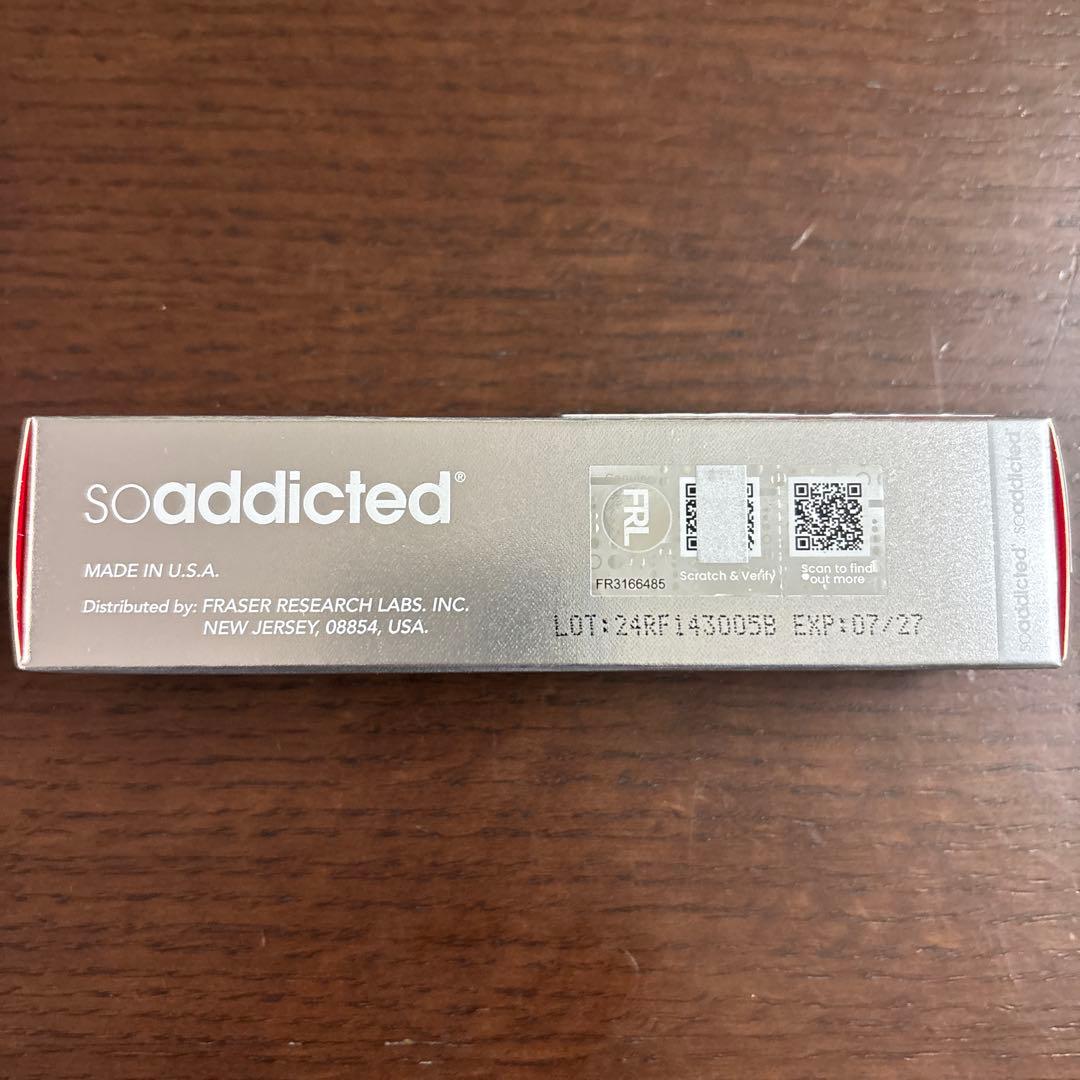 soaddicted®
MADE IN U.S.A.
Distributed by: FRASER RESEARCH LABS. INC.
NEW JERSEY, 08854, USA.
FRL
FR3166485
Scratch & Verify
Scan to find
out more
LOT:24RF143005B EXP:07/27
soaddicted® soaddicted